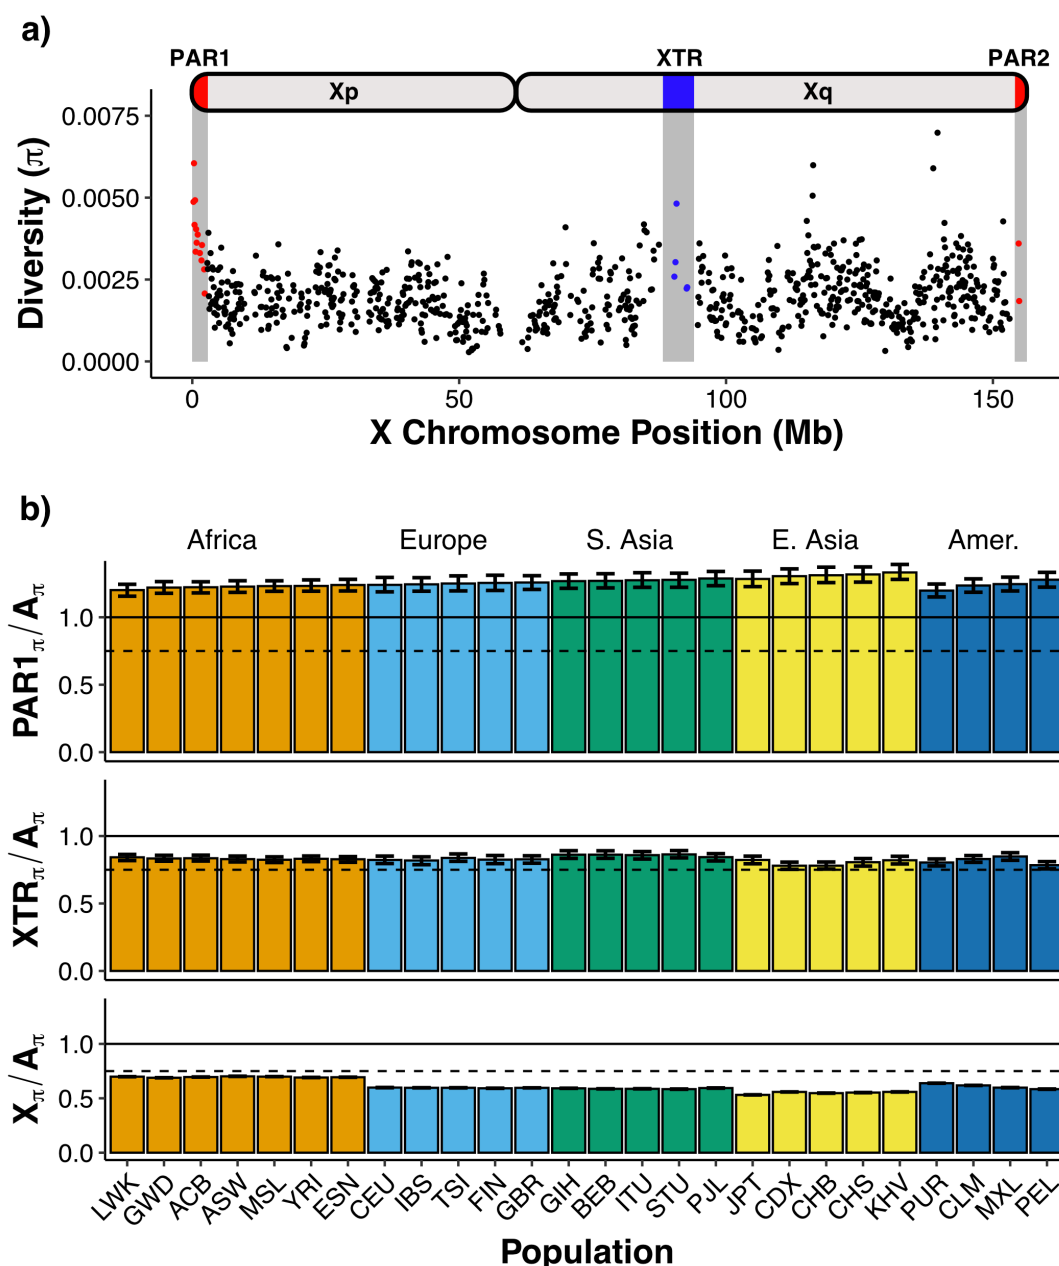 a)
PAR1 XTR PAR2
Xp Xq
Diversity (π)
0.0075
0.0050
0.0025
0.0000
0 50 100 150
X Chromosome Position (Mb)
b)
Africa Europe S. Asia E. Asia Amer.
PAR1π/Aπ
1.0
0.5
0.0
XTRπ/Aπ
1.0
0.5
0.0
Xπ/Aπ
1.0
0.5
0.0
LWK GWD ACB ASW MSL YRI ESN CEU IBS TSI FIN GBR GIH BEB ITU STU PJL JPT CDX CHB CHS KHV PUR CLM MXL PEL
Population